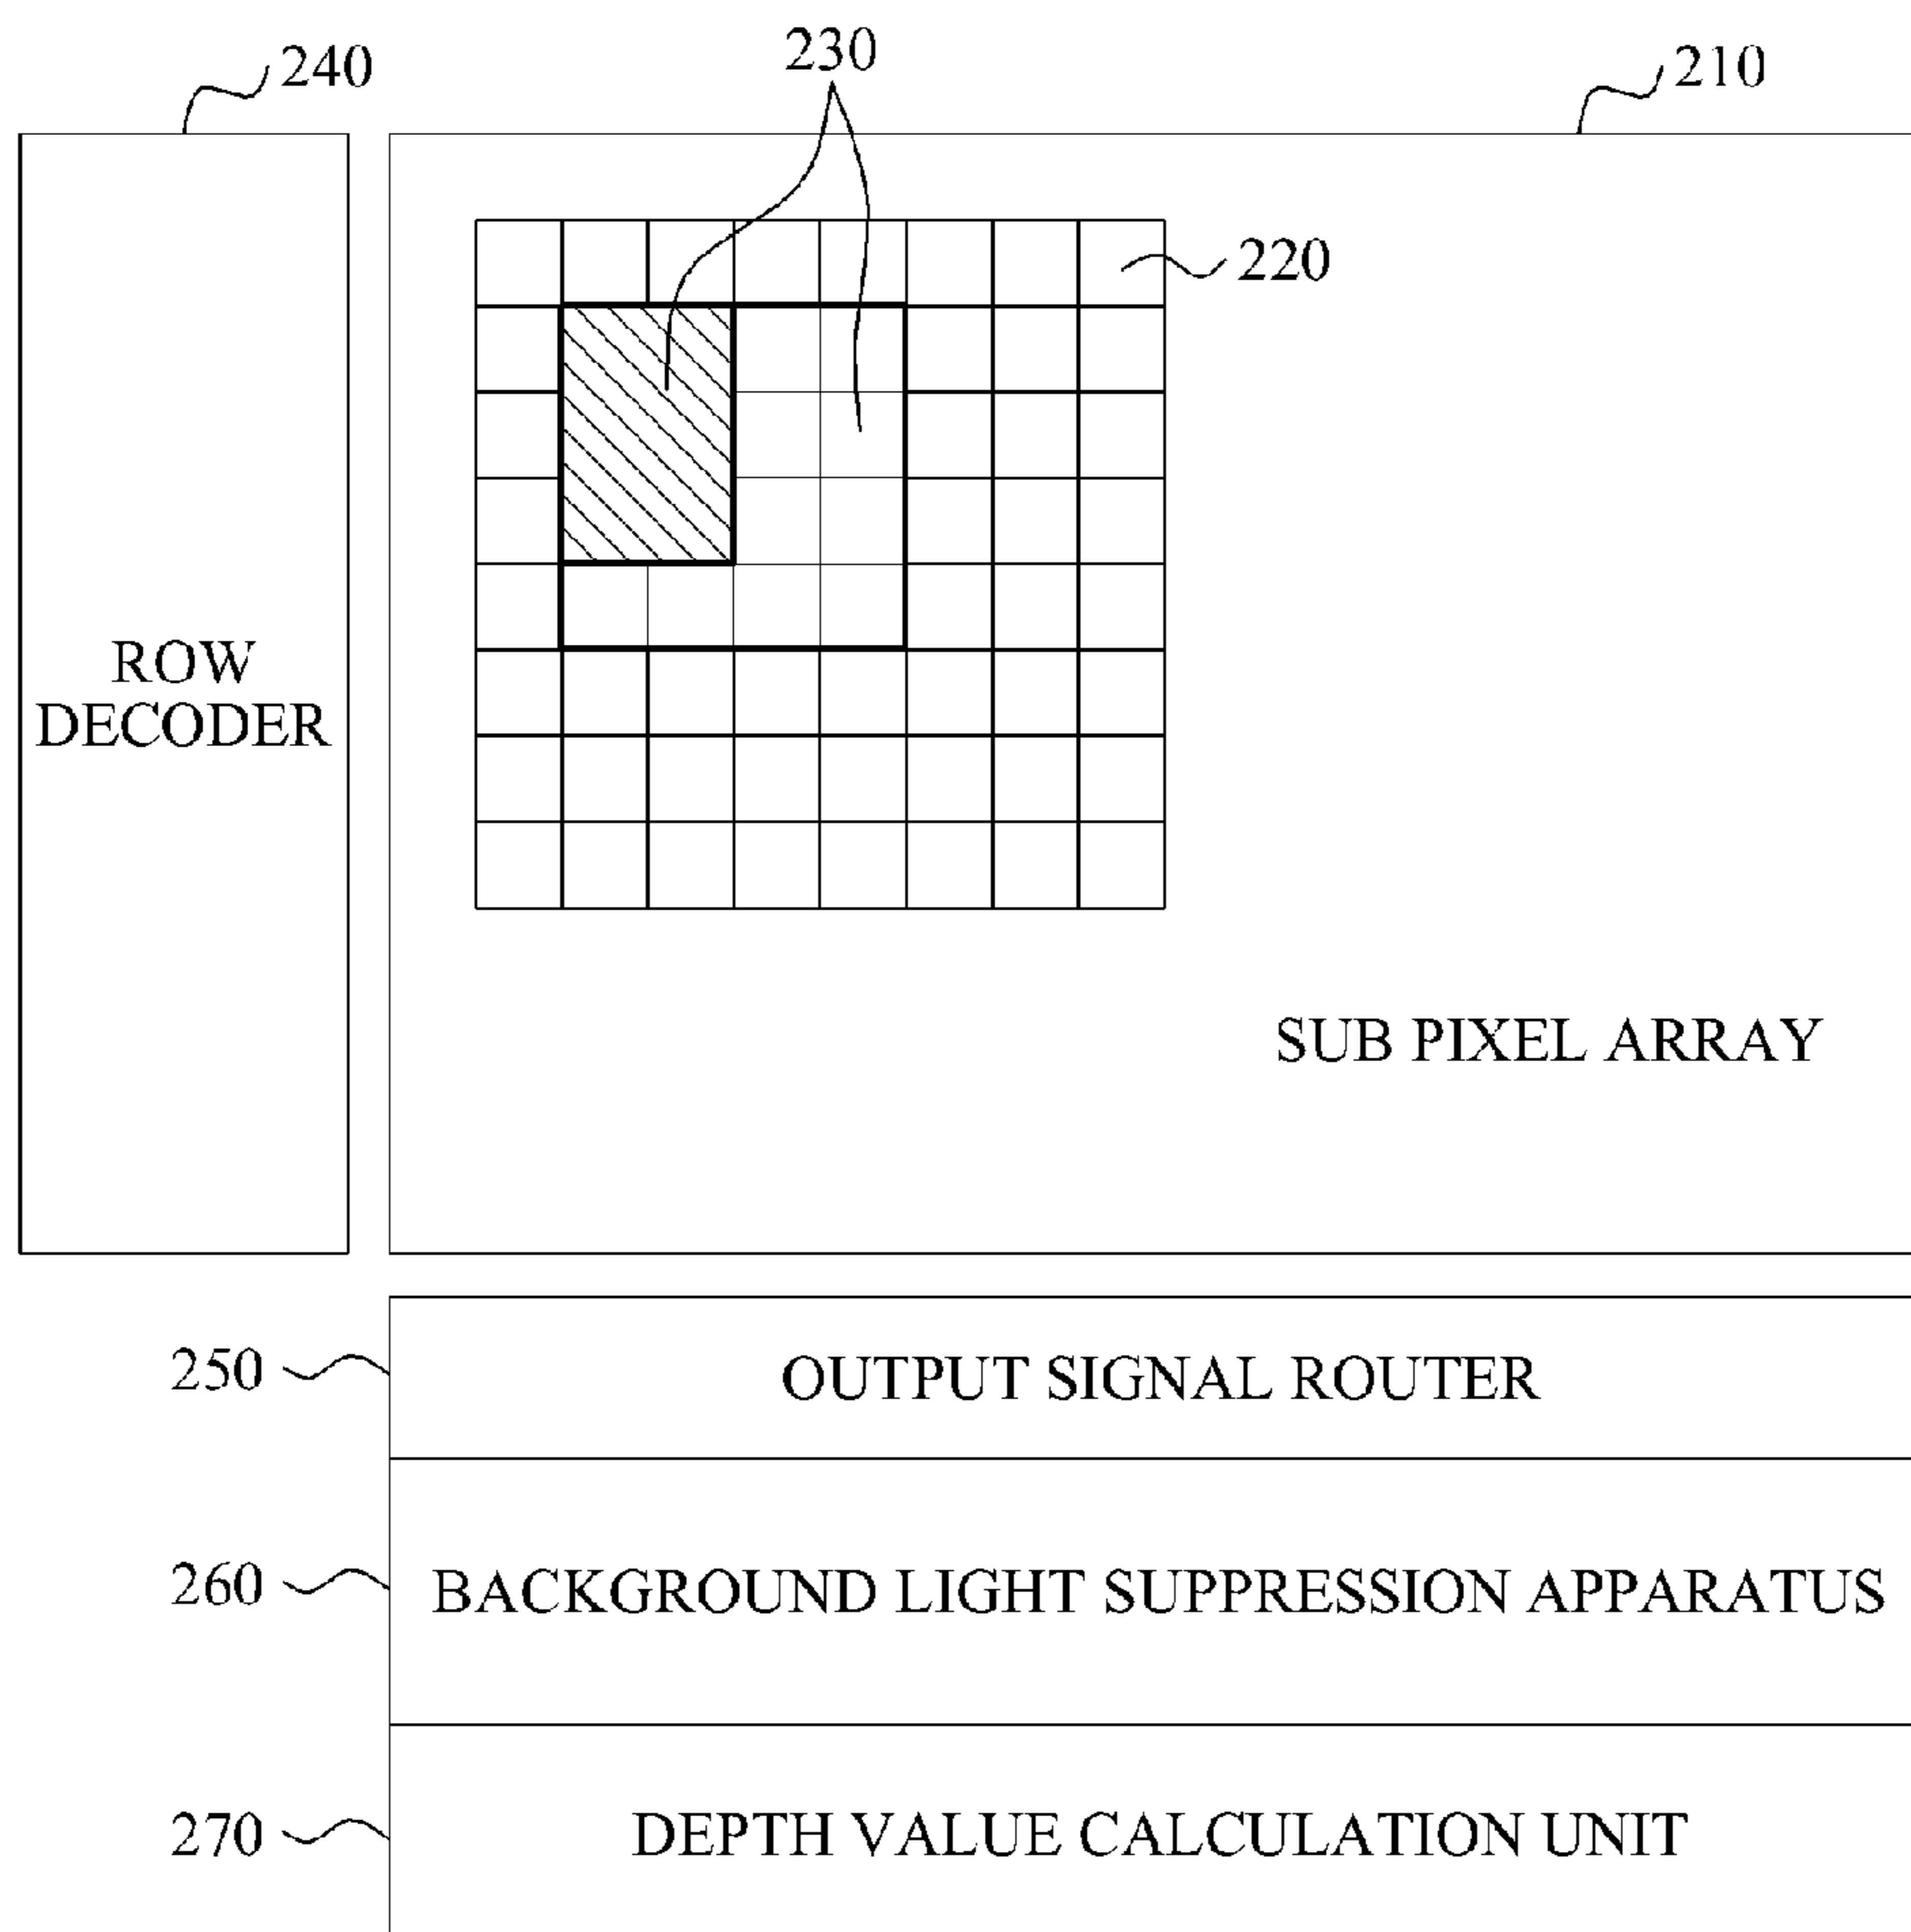 230
240
210
220
ROW
DECODER
SUB PIXEL ARRAY
250
OUTPUT SIGNAL ROUTER
260
BACKGROUND LIGHT SUPPRESSION APPARATUS
270
DEPTH VALUE CALCULATION UNIT